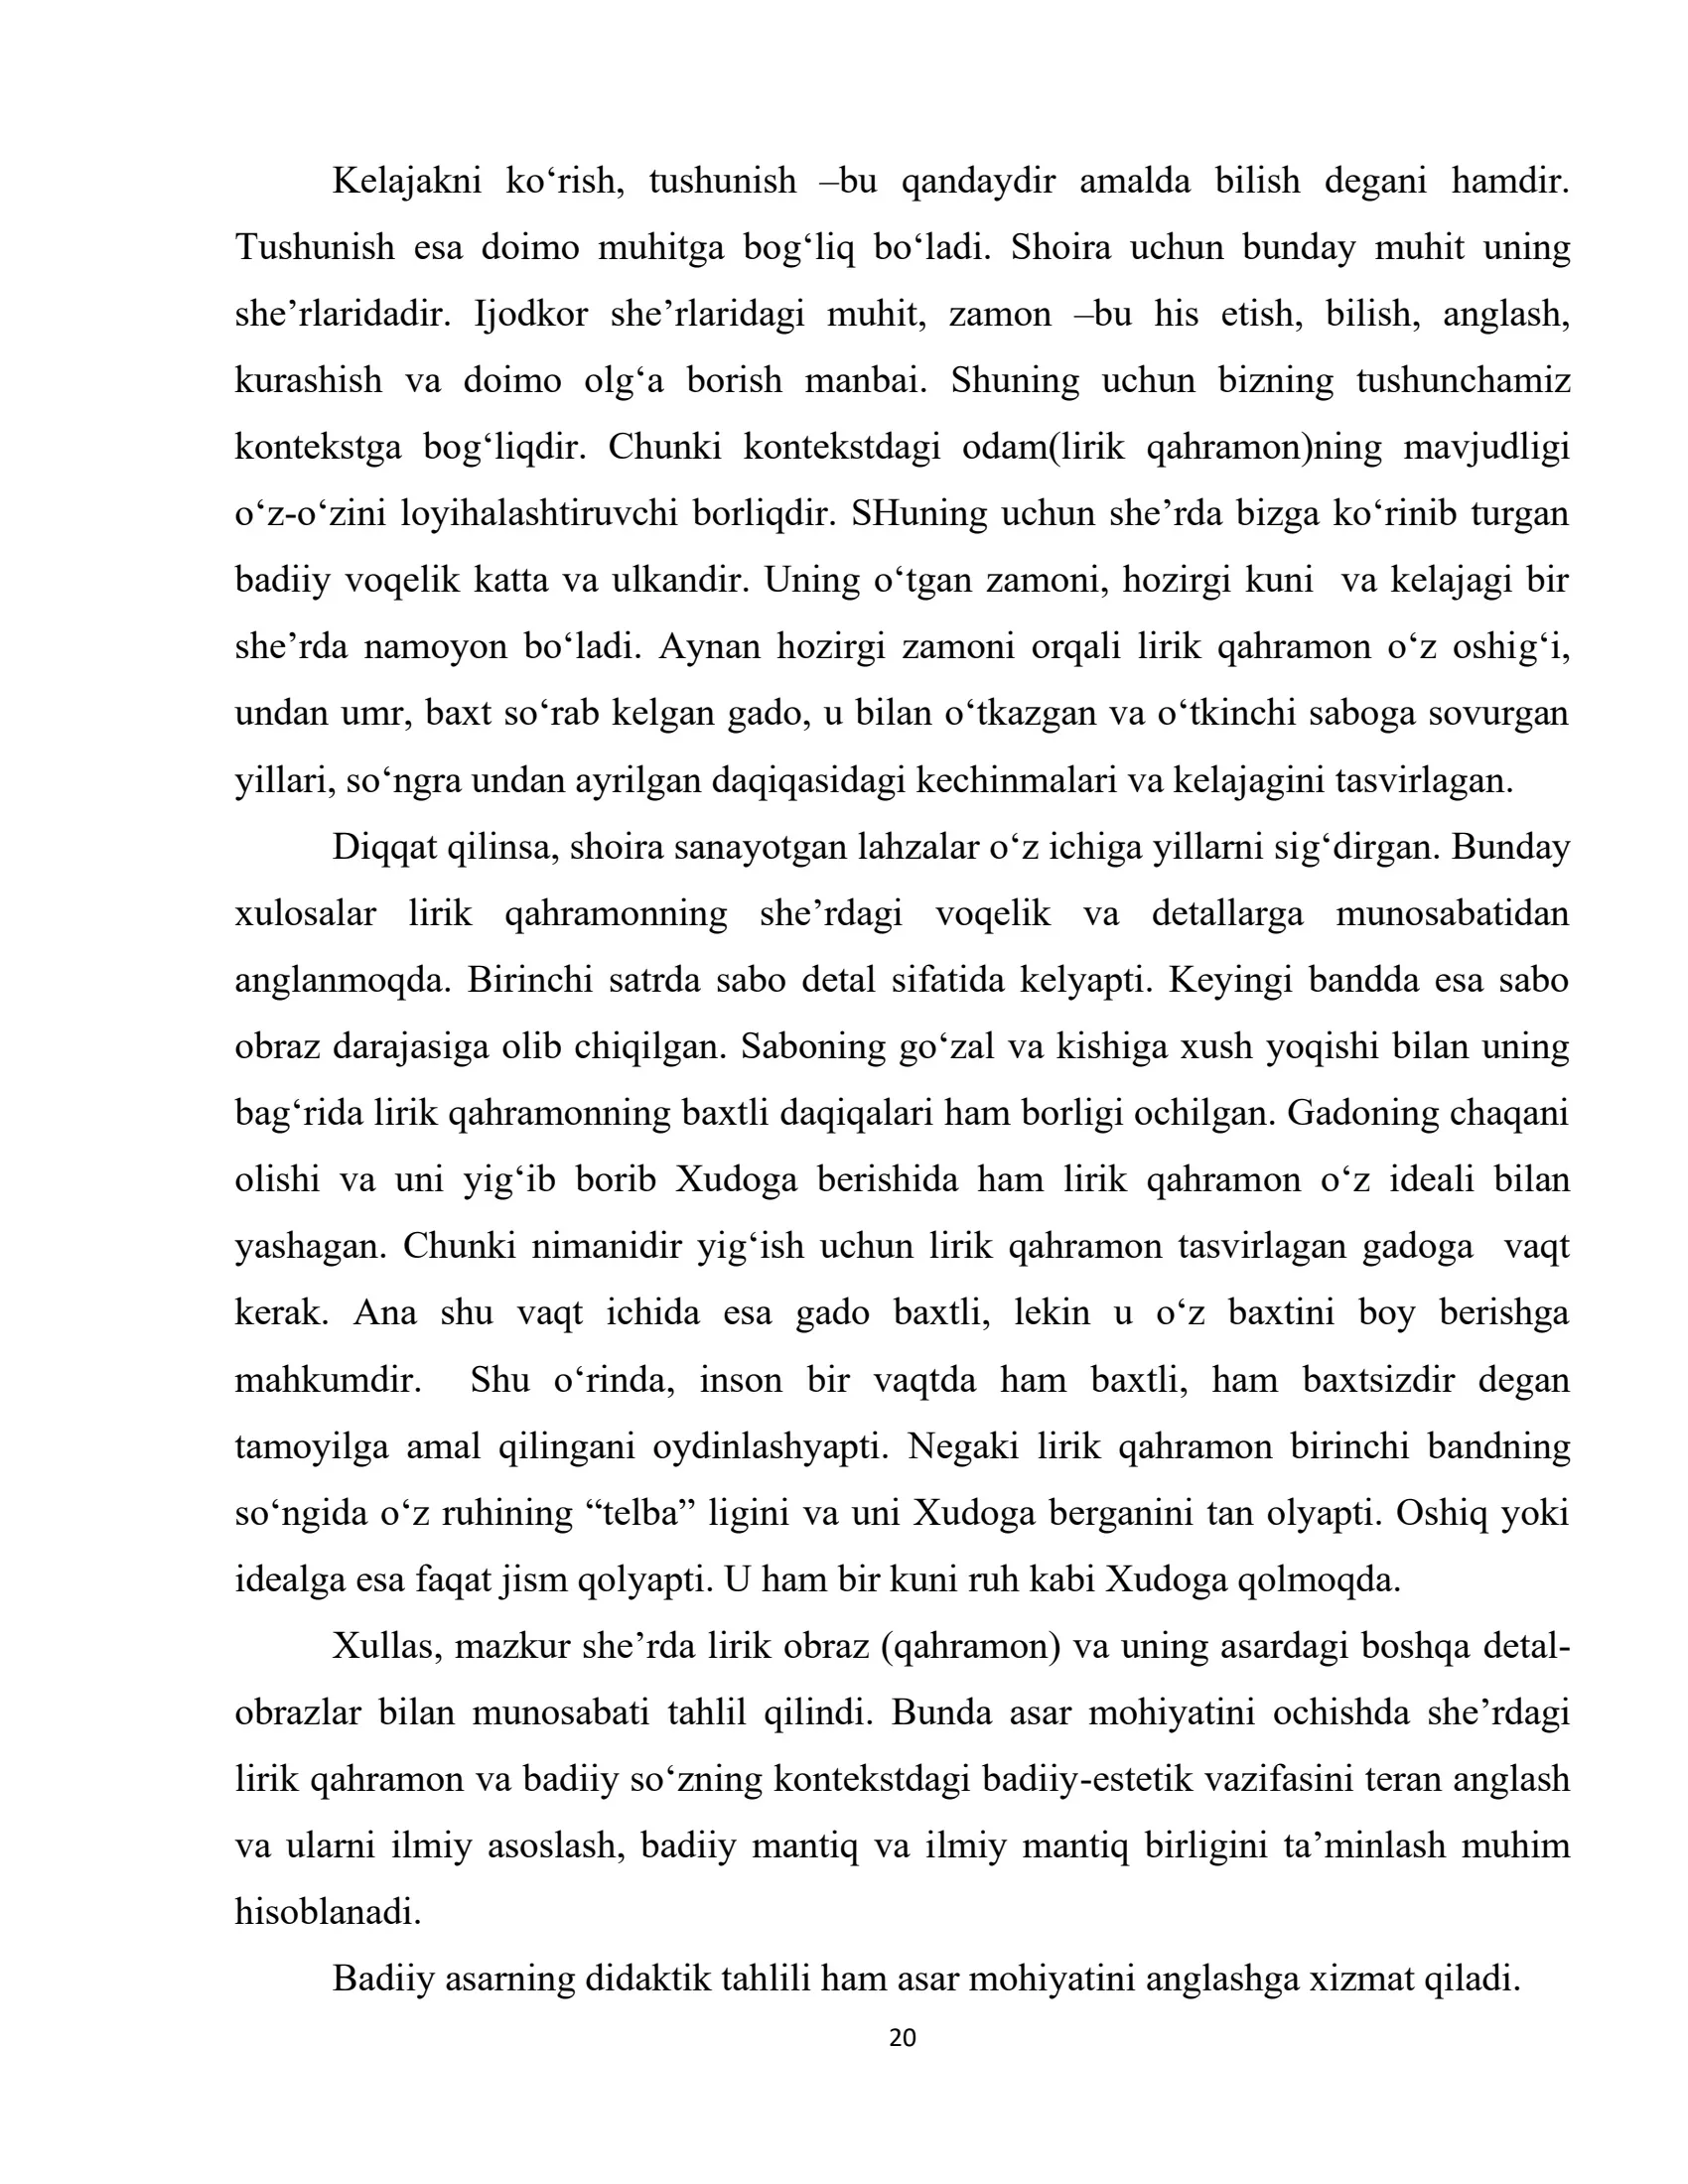 Kelajakni ko‘rish, tushunish –bu qandaydir amalda bilish degani hamdir.
Tushunish esa doimo muhitga bog‘liq bo‘ladi. Shoira uchun bunday muhit uning
she’rlaridadir. Ijodkor she’rlaridagi muhit, zamon –bu his etish, bilish, anglash,
kurashish va doimo olg‘a borish manbai. Shuning uchun bizning tushunchamiz
kontekstga bog‘liqdir. Chunki kontekstdagi odam(lirik qahramon)ning mavjudligi
o‘z-o‘zini loyihalashtiruvchi borliqdir. SHuning uchun she’rda bizga ko‘rinib turgan
badiiy voqelik katta va ulkandir. Uning o‘tgan zamoni, hozirgi kuni  va kelajagi bir
she’rda namoyon bo‘ladi. Aynan hozirgi zamoni orqali lirik qahramon o‘z oshig‘i,
undan umr, baxt so‘rab kelgan gado, u bilan o‘tkazgan va o‘tkinchi saboga sovurgan
yillari, so‘ngra undan ayrilgan daqiqasidagi kechinmalari va kelajagini tasvirlagan.
Diqqat qilinsa, shoira sanayotgan lahzalar o‘z ichiga yillarni sig‘dirgan. Bunday
xulosalar lirik qahramonning she’rdagi voqelik va detallarga munosabatidan
anglanmoqda. Birinchi satrda sabo detal sifatida kelyapti. Keyingi bandda esa sabo
obraz darajasiga olib chiqilgan. Saboning go‘zal va kishiga xush yoqishi bilan uning
bag‘rida lirik qahramonning baxtli daqiqalari ham borligi ochilgan. Gadoning chaqani
olishi va uni yig‘ib borib Xudoga berishida ham lirik qahramon o‘z ideali bilan
yashagan. Chunki nimanidir yig‘ish uchun lirik qahramon tasvirlagan gadoga  vaqt
kerak. Ana shu vaqt ichida esa gado baxtli, lekin u o‘z baxtini boy berishga
mahkumdir.  Shu o‘rinda, inson bir vaqtda ham baxtli, ham baxtsizdir degan
tamoyilga amal qilingani oydinlashyapti. Negaki lirik qahramon birinchi bandning
so‘ngida o‘z ruhining “telba” ligini va uni Xudoga berganini tan olyapti. Oshiq yoki
idealga esa faqat jism qolyapti. U ham bir kuni ruh kabi Xudoga qolmoqda.
Xullas, mazkur she’rda lirik obraz (qahramon) va uning asardagi boshqa detal-
obrazlar bilan munosabati tahlil qilindi. Bunda asar mohiyatini ochishda she’rdagi
lirik qahramon va badiiy so‘zning kontekstdagi badiiy-estetik vazifasini teran anglash
va ularni ilmiy asoslash, badiiy mantiq va ilmiy mantiq birligini ta’minlash muhim
hisoblanadi.
Badiiy asarning didaktik tahlili ham asar mohiyatini anglashga xizmat qiladi.
20